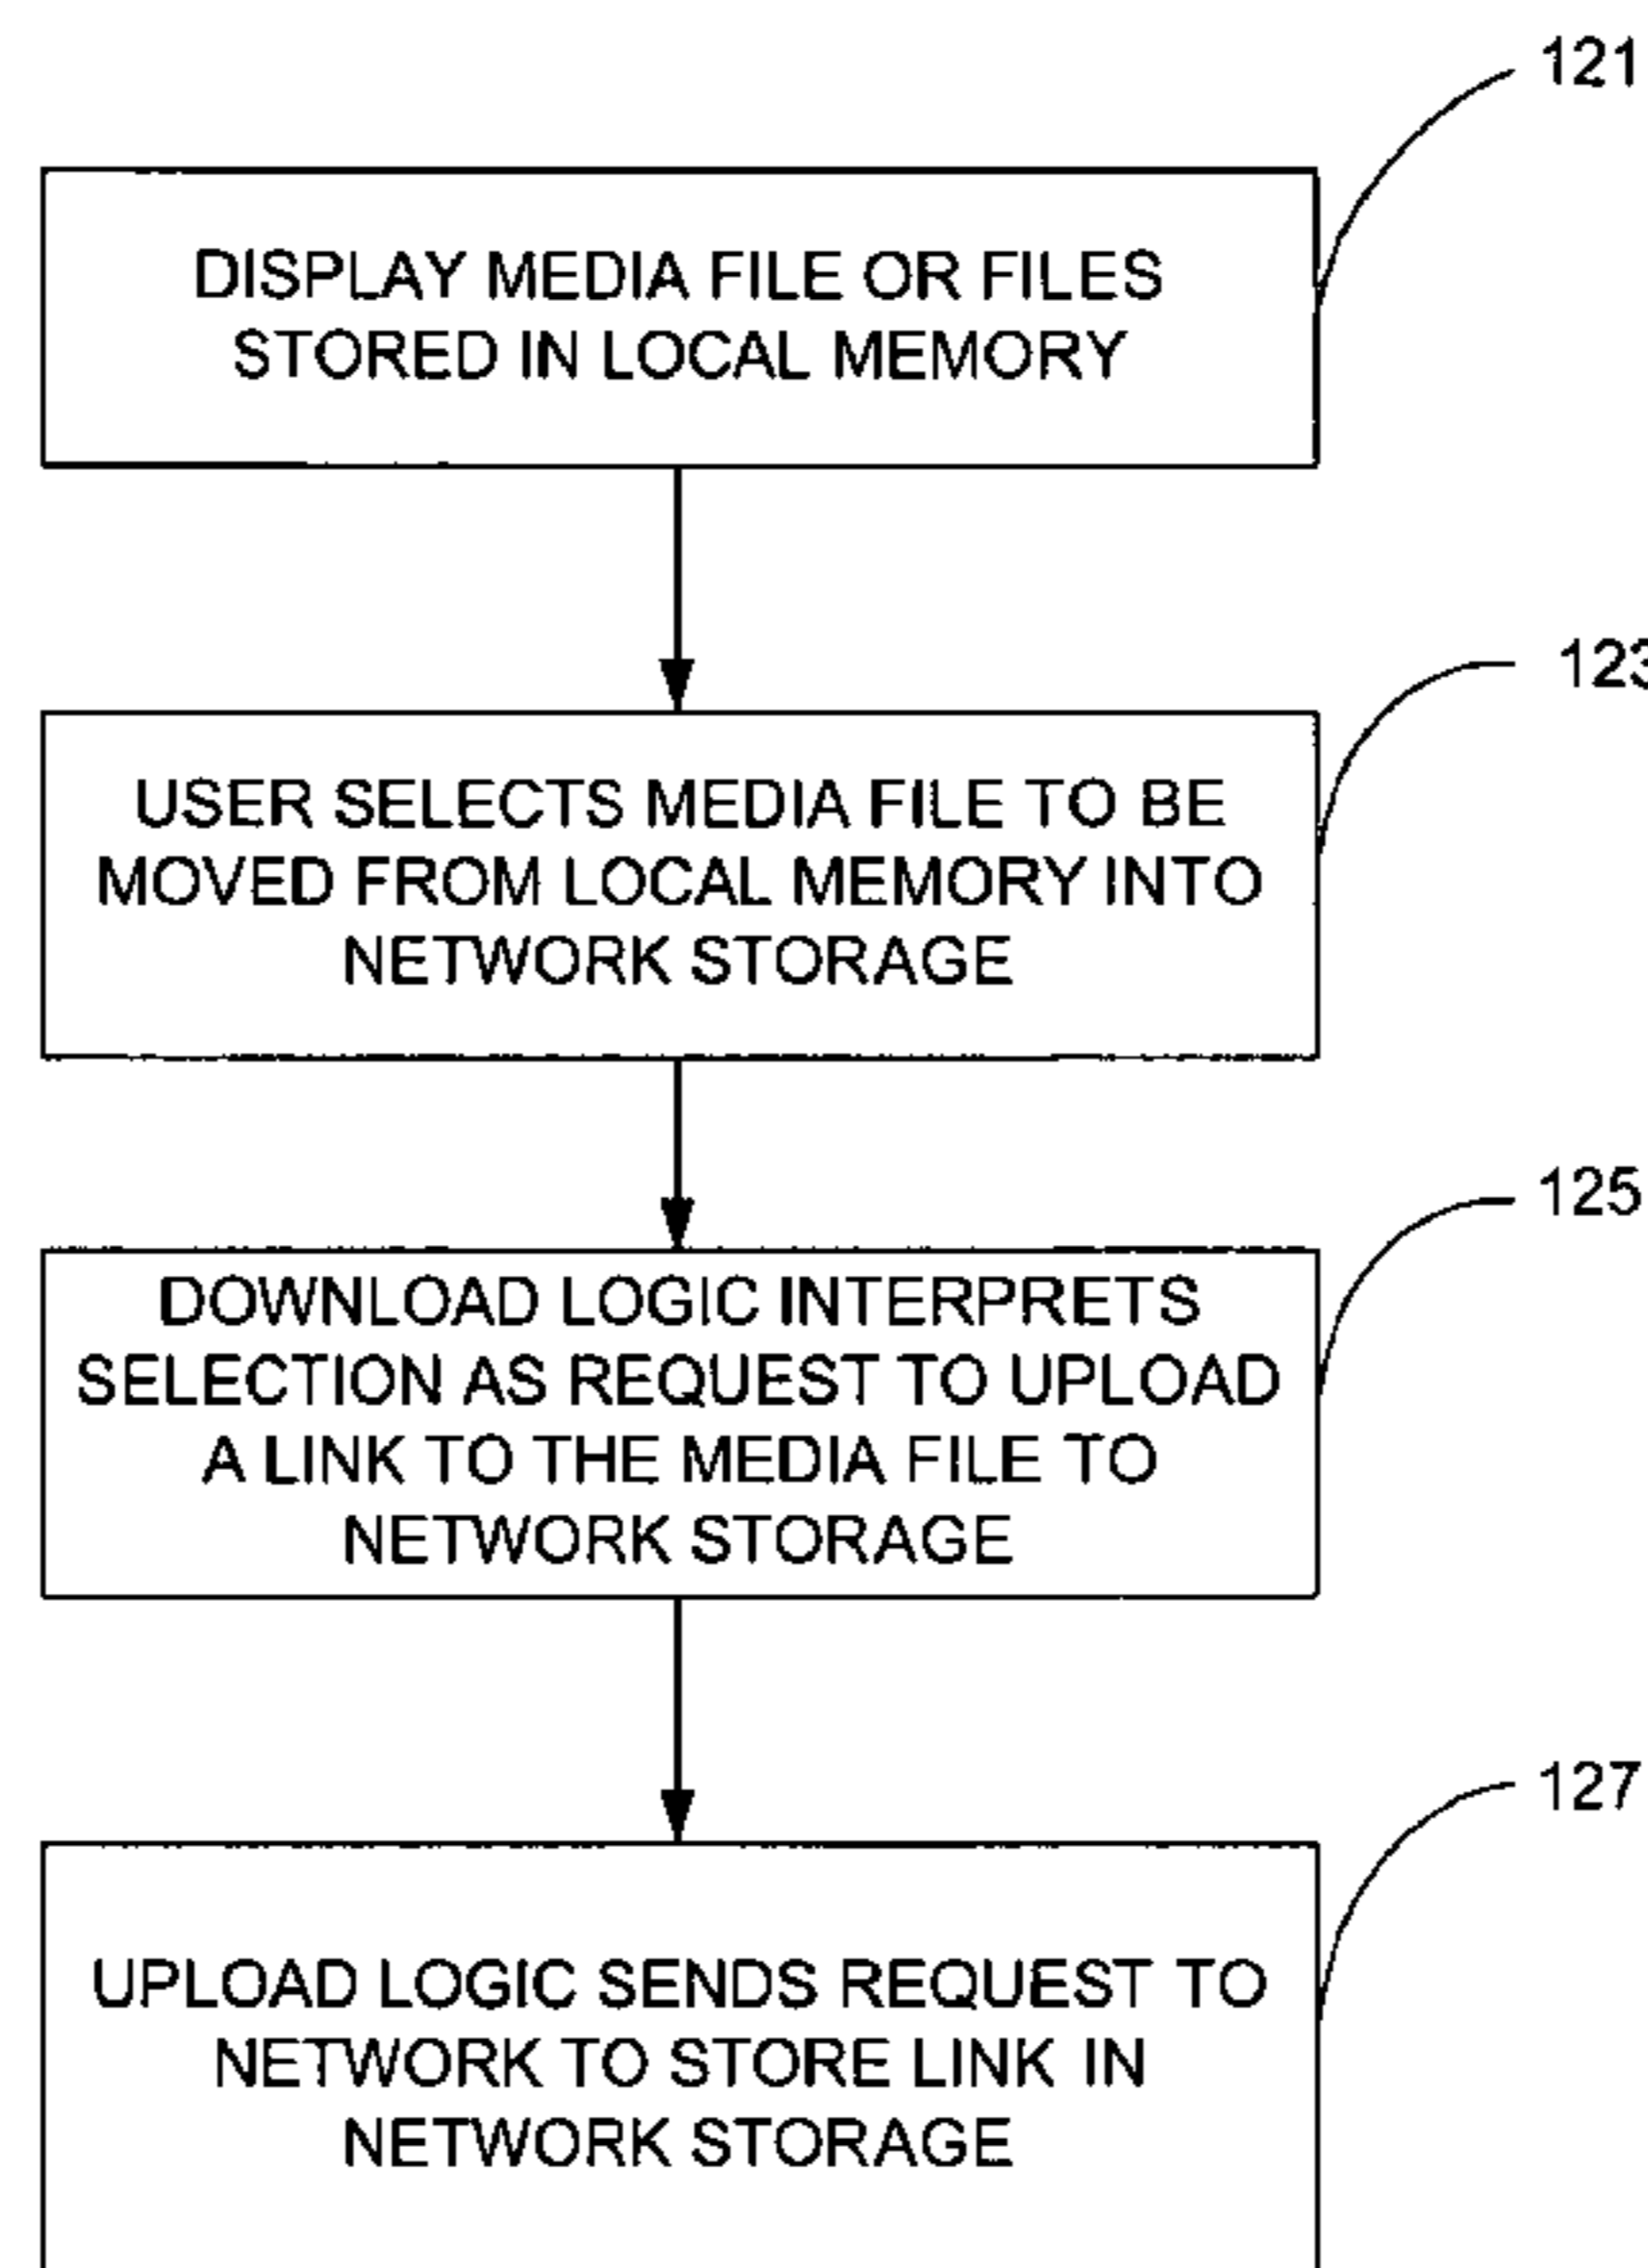 121
DISPLAY MEDIA FILE OR FILES
STORED IN LOCAL MEMORY
123
USER SELECTS MEDIA FILE TO BE
MOVED FROM LOCAL MEMORY INTO
NETWORK STORAGE
125
DOWNLOAD LOGIC INTERPRETS
SELECTION AS REQUEST TO UPLOAD
A LINK TO THE MEDIA FILE TO
NETWORK STORAGE
127
UPLOAD LOGIC SENDS REQUEST TO
NETWORK TO STORE LINK IN
NETWORK STORAGE